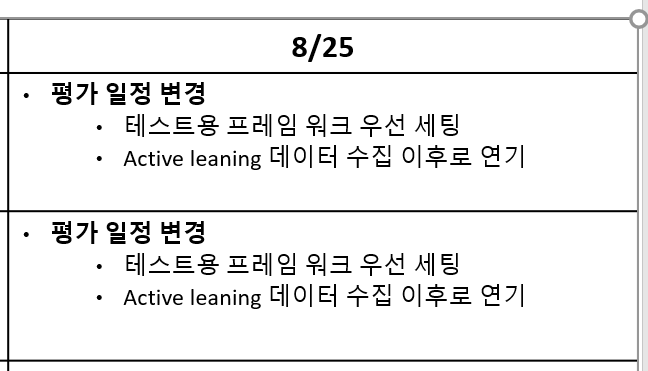 8/25
• 평가 일정 변경
• 테스트용 프레임 워크 우선 세팅
• Active leaning 데이터 수집 이후로 연기
• 평가 일정 변경
• 테스트용 프레임 워크 우선 세팅
• Active leaning 데이터 수집 이후로 연기